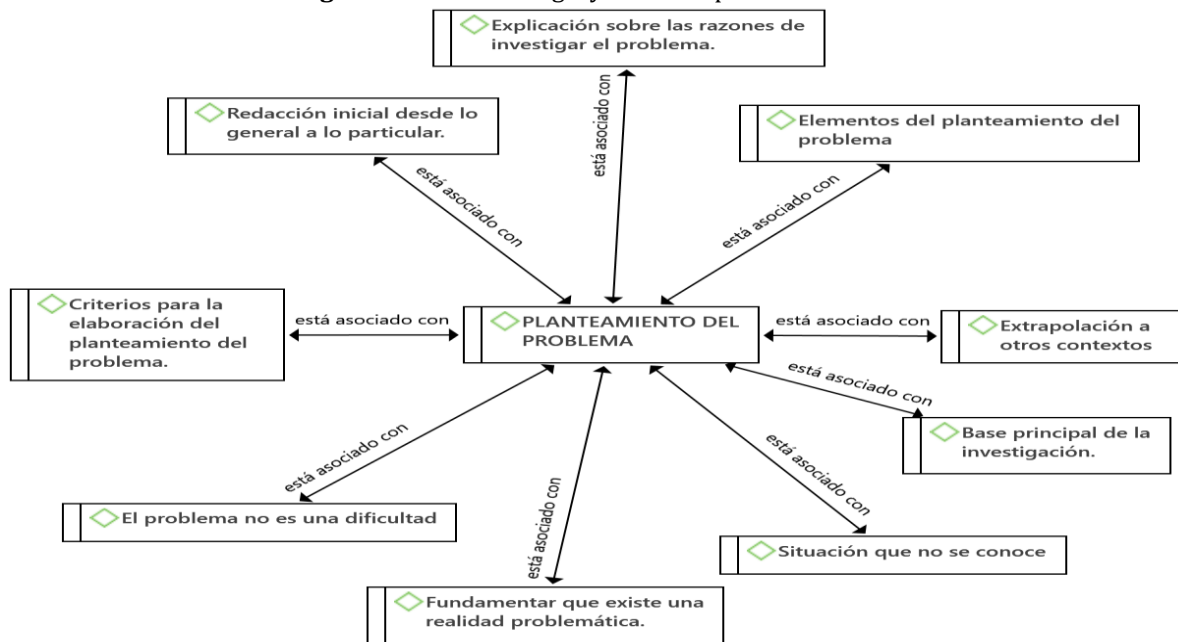 Explicación sobre las razones de
investigar el problema.
está asociado con
Redacción inicial desde lo
general a lo particular.
está asociado con
Elementos del planteamiento del
problema
está asociado con
Criterios para la
elaboración del
planteamiento del
problema.
está asociado con
PLANTEAMIENTO DEL
PROBLEMA
está asociado con
Extrapolación a
otros contextos
está asociado con
Base principal de la
investigación.
está asociado con
El problema no es una dificultad
está asociado con
Situación que no se conoce
está asociado con
Fundamentar que existe una
realidad problemática.